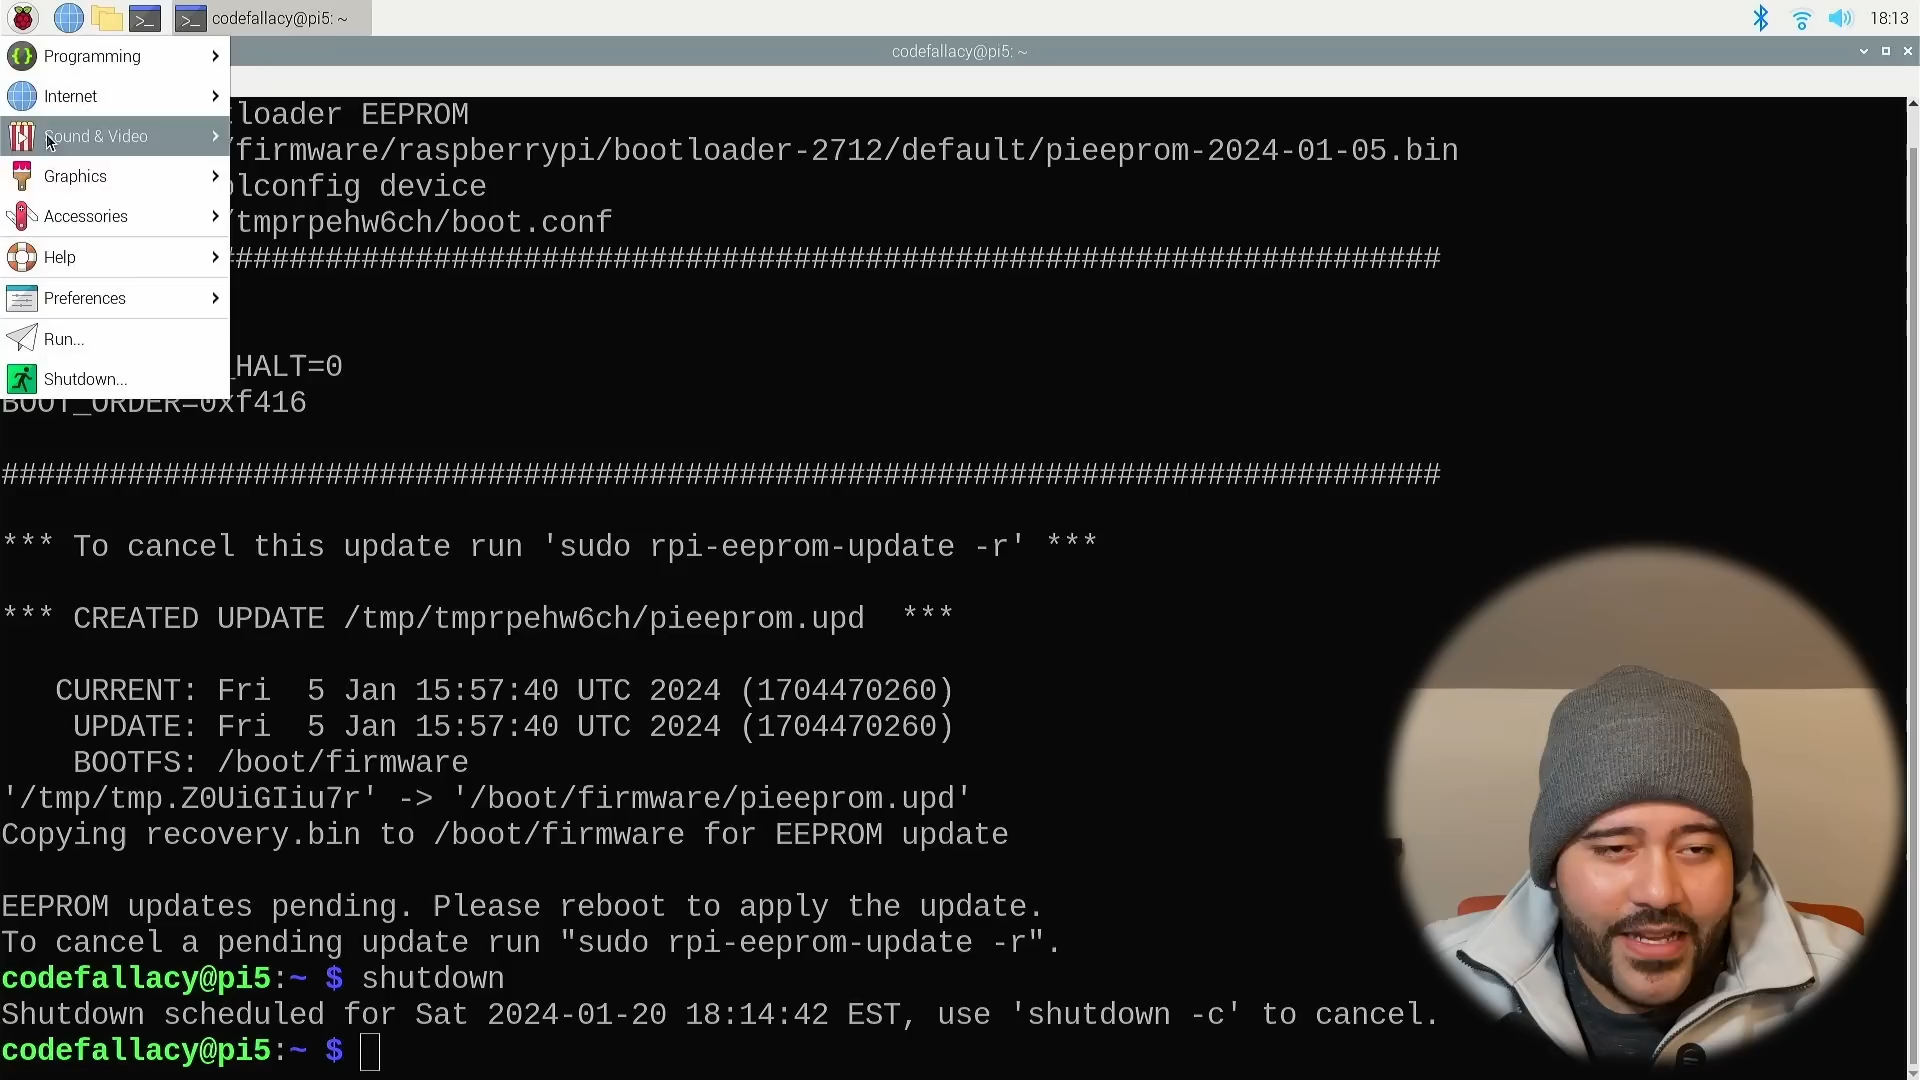 codefallacy@pi5: ~
18:13
codefallacy@pi5: ~
Programming
Internet
Sound & Video
Graphics
Accessories
Help
Preferences
Run...
Shutdown...
loader EEPROM
/firmware/raspberrypi/bootloader-2712/default/pieeprom-2024-01-05.bin
lconfig device
/tmprpehw6ch/boot.conf
###################################################################
_HALT=0
BOOT_ORDER=0xf416
################################################################################
*** To cancel this update run 'sudo rpi-eeprom-update -r' ***
*** CREATED UPDATE /tmp/tmprpehw6ch/pieeprom.upd  ***
CURRENT: Fri  5 Jan 15:57:40 UTC 2024 (1704470260)
UPDATE: Fri  5 Jan 15:57:40 UTC 2024 (1704470260)
BOOTFS: /boot/firmware
'/tmp/tmp.Z0UiGIiu7r' -> '/boot/firmware/pieeprom.upd'
Copying recovery.bin to /boot/firmware for EEPROM update
EEPROM updates pending. Please reboot to apply the update.
To cancel a pending update run "sudo rpi-eeprom-update -r".
codefallacy@pi5:~ $ shutdown
Shutdown scheduled for Sat 2024-01-20 18:14:42 EST, use 'shutdown -c' to cancel.
codefallacy@pi5:~ $